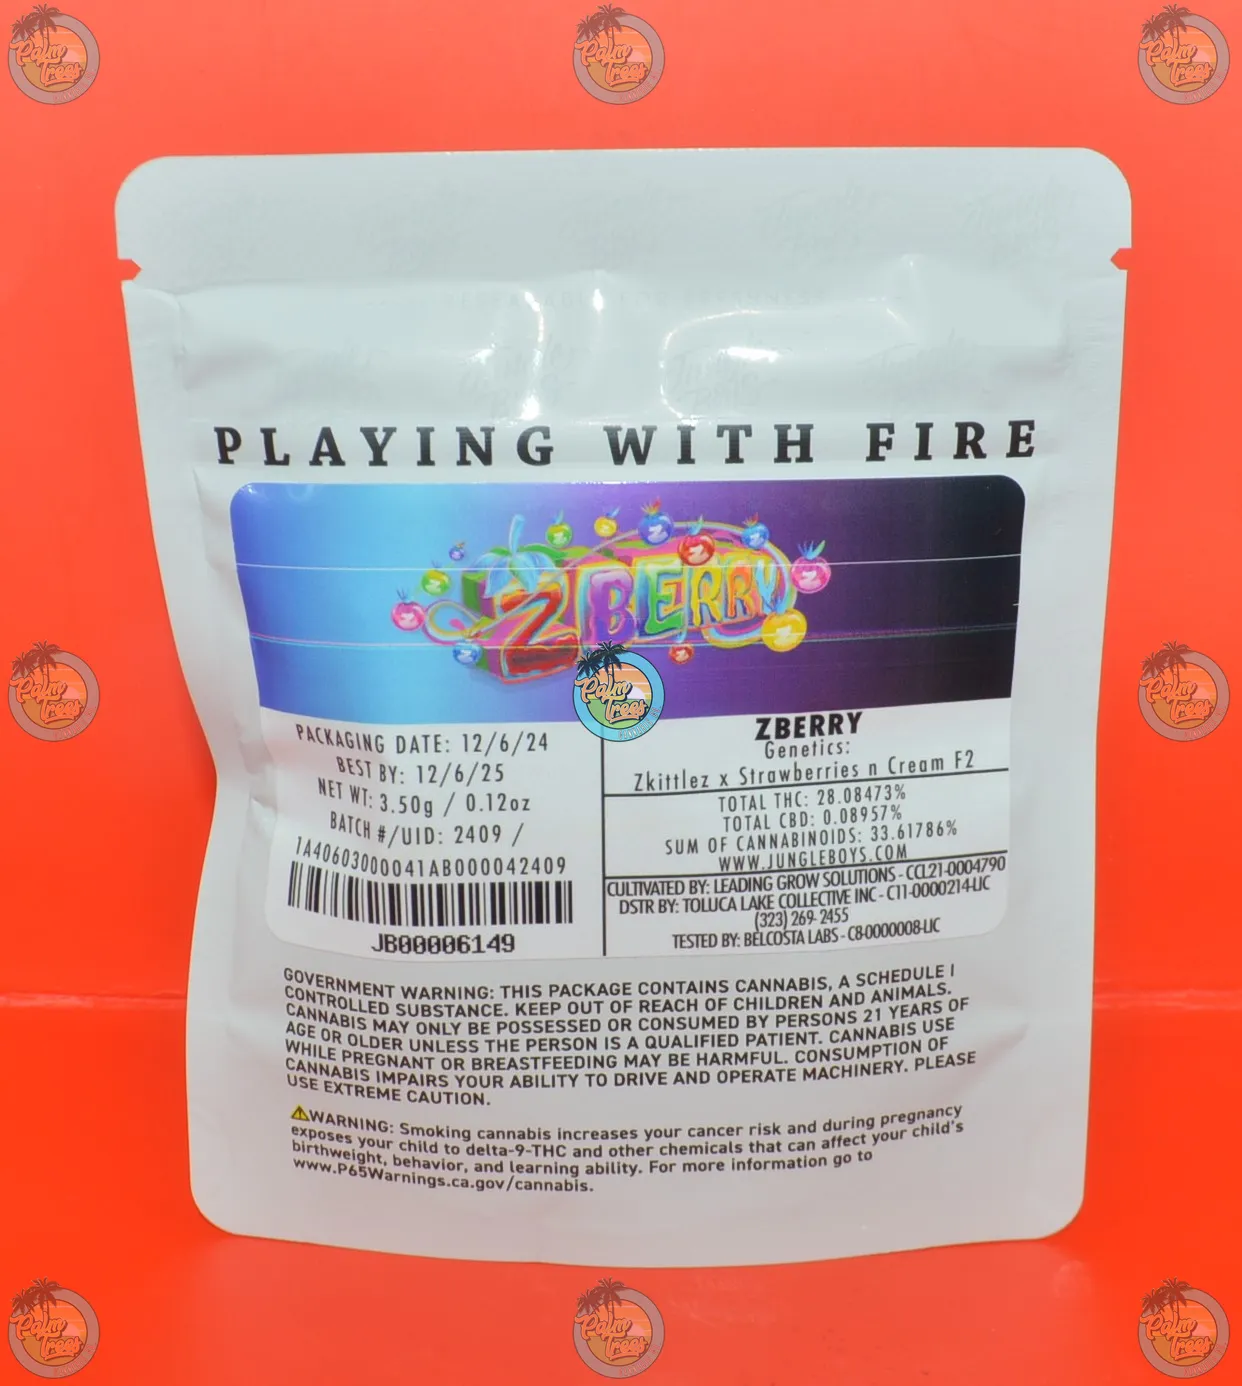 PLAYING WITH FIRE
ZBERRY
PACKAGING DATE: 12/6/24
BEST BY: 12/6/25
NET WT: 3.50g / 0.12oz
BATCH #/UID: 2409 /
1A40603000041AB000042409
JB00006149
ZBERRY
Genetics:
Zkittlez x Strawberries n Cream F2
TOTAL THC: 28.08473%
TOTAL CBD: 0.08957%
SUM OF CANNABINOIDS: 33.61786%
WWW.JUNGLEBOYS.COM
CULTIVATED BY: LEADING GROW SOLUTIONS - CCL21-0004790
DSTR BY: TOLUCA LAKE COLLECTIVE INC - C11-0000214-LIC
(323) 269-2455
TESTED BY: BELCOSTA LABS - C8-0000008-LIC
GOVERNMENT WARNING: THIS PACKAGE CONTAINS CANNABIS, A SCHEDULE I
CONTROLLED SUBSTANCE. KEEP OUT OF REACH OF CHILDREN AND ANIMALS.
CANNABIS MAY ONLY BE POSSESSED OR CONSUMED BY PERSONS 21 YEARS OF
AGE OR OLDER UNLESS THE PERSON IS A QUALIFIED PATIENT. CANNABIS USE
WHILE PREGNANT OR BREASTFEEDING MAY BE HARMFUL. CONSUMPTION OF
CANNABIS IMPAIRS YOUR ABILITY TO DRIVE AND OPERATE MACHINERY. PLEASE
USE EXTREME CAUTION.
WARNING: Smoking cannabis increases your cancer risk and during pregnancy
exposes your child to delta-9-THC and other chemicals that can affect your child's
birthweight, behavior, and learning ability. For more information go to
www.P65Warnings.ca.gov/cannabis.
Palm
Trees